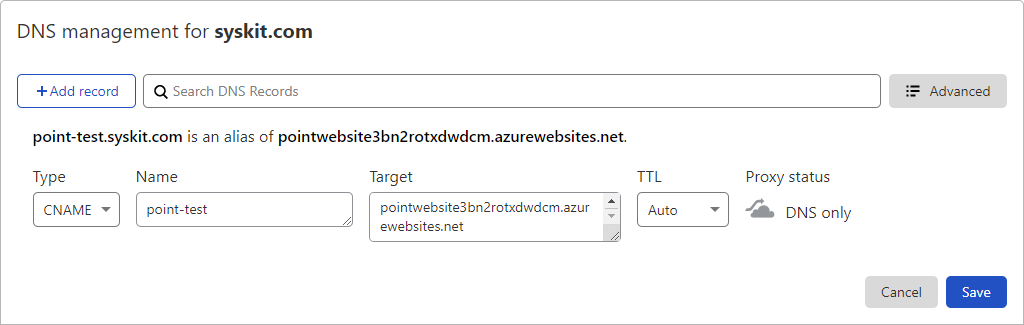 DNS management for syskit.com
+ Add record
Search DNS Records
Advanced
point-test.syskit.com is an alias of pointwebsite3bn2rotxdwdcm.azurewebsites.net.
Type
Name
Target
TTL
Proxy status
CNAME
point-test
pointwebsite3bn2rotxdwdcm.azur
ewebsites.net
Auto
DNS only
Cancel
Save